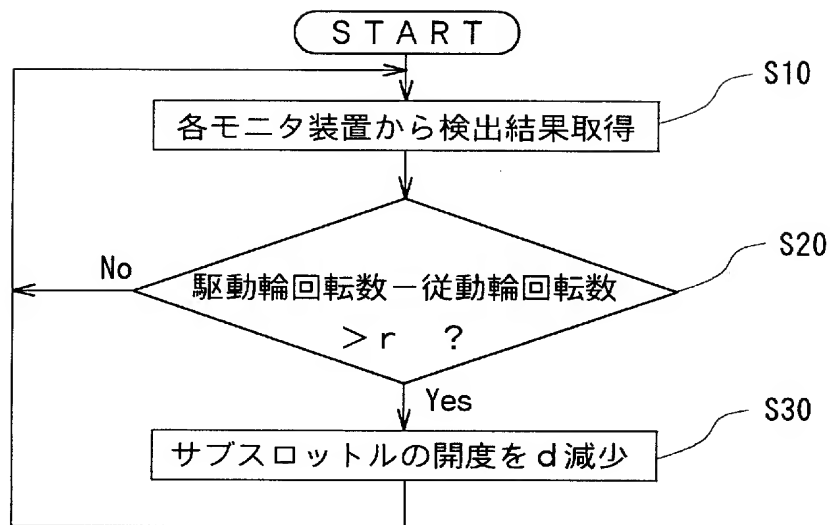 START
S10
各モニタ装置から検出結果取得
S20
No
駆動輪回転数－従動輪回転数
＞ｒ ？
Yes
S30
サブスロットルの開度をｄ減少